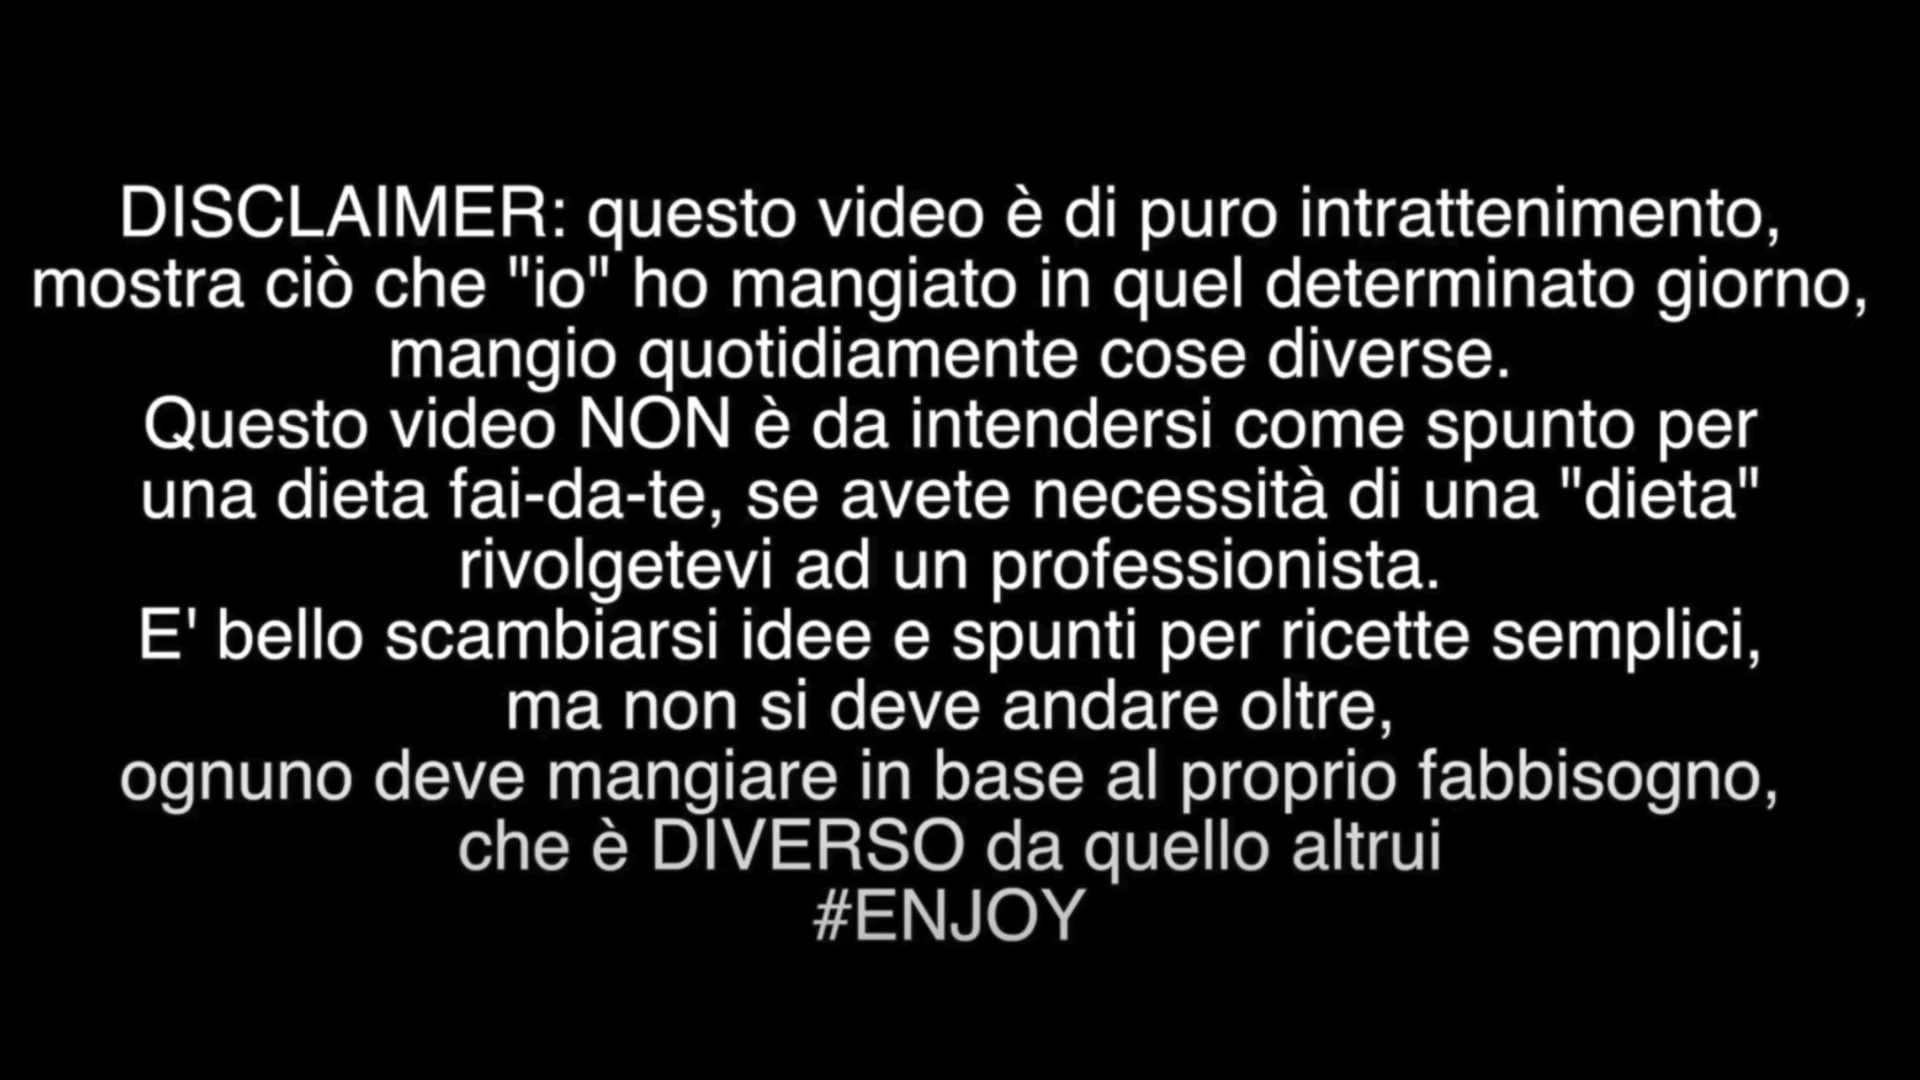 DISCLAIMER: questo video è di puro intrattenimento,
mostra ciò che "io" ho mangiato in quel determinato giorno,
mangio quotidiamente cose diverse.
Questo video NON è da intendersi come spunto per
una dieta fai-da-te, se avete necessità di una "dieta"
rivolgetevi ad un professionista.
E' bello scambiarsi idee e spunti per ricette semplici,
ma non si deve andare oltre,
ognuno deve mangiare in base al proprio fabbisogno,
che è DIVERSO da quello altrui
#ENJOY